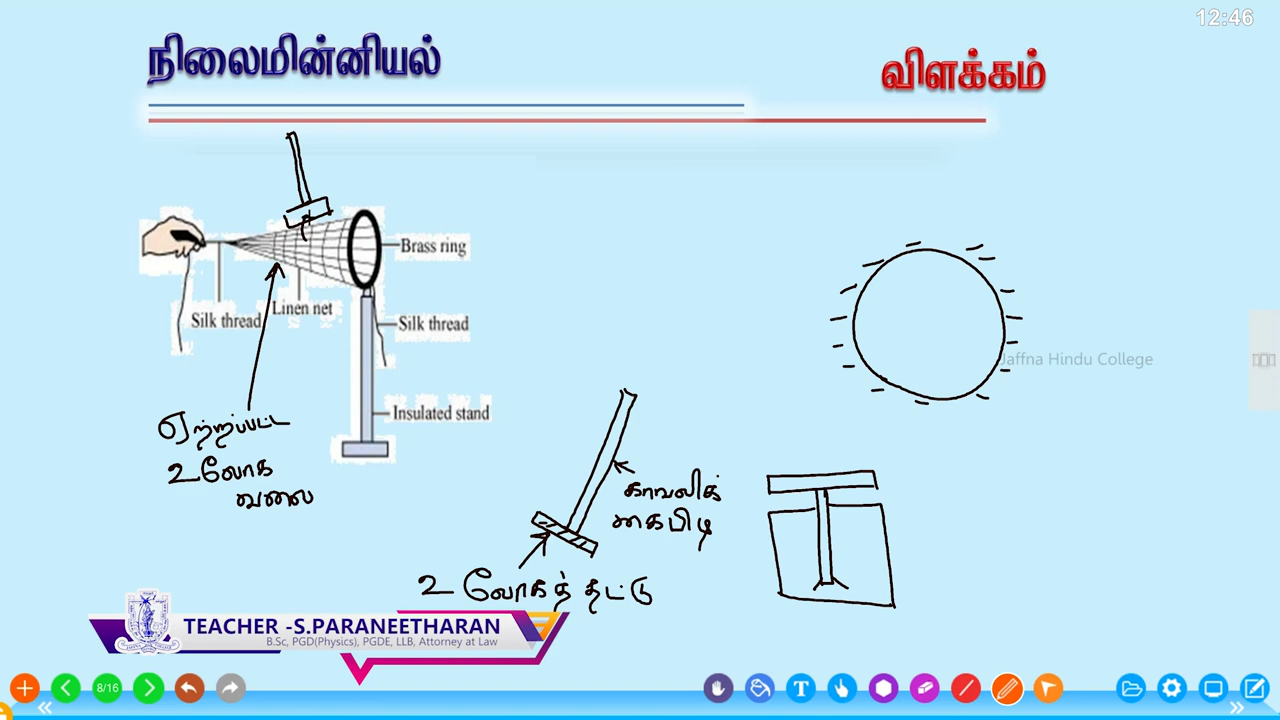 12:46
நிலைமின்னியல்
விளக்கம்
Brass ring
Silk thread
Linen net
Silk thread
Insulated stand
Jaffna Hindu College
ஏற்றப்பட்ட
உலோக
வலை
காவலிக்
கைபிடி
உலோகத் தட்டு
TEACHER -S.PARANEETHARAN
B.Sc, PGD(Physics), PGDE, LLB, Attorney at Law
8/16